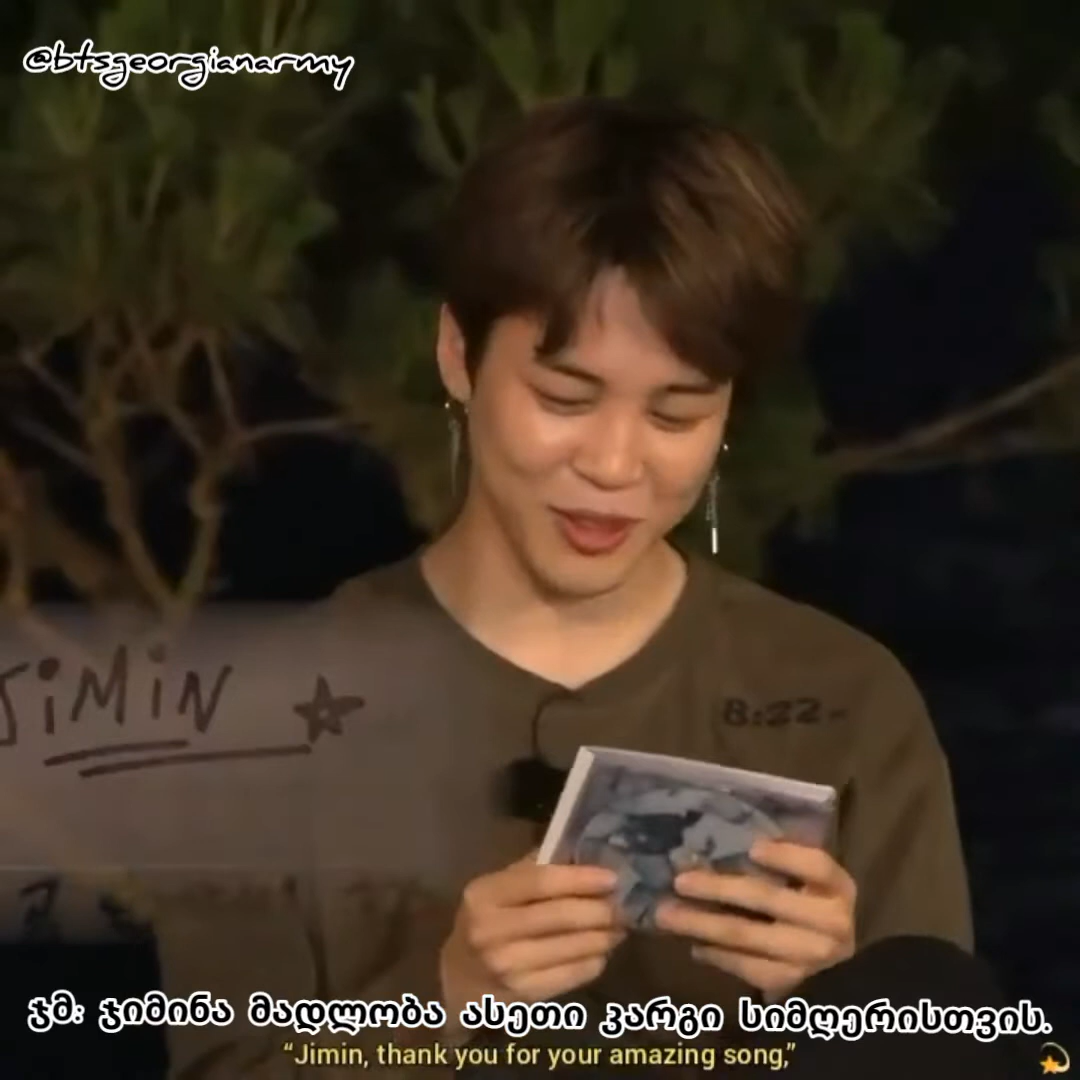 @btsgeorgianarmy
JiMiN
8:22
ჯმ: ჯიმინა მადლობა ასეთი კარგი სიმღერისთვის.
“Jimin, thank you for your amazing song,”